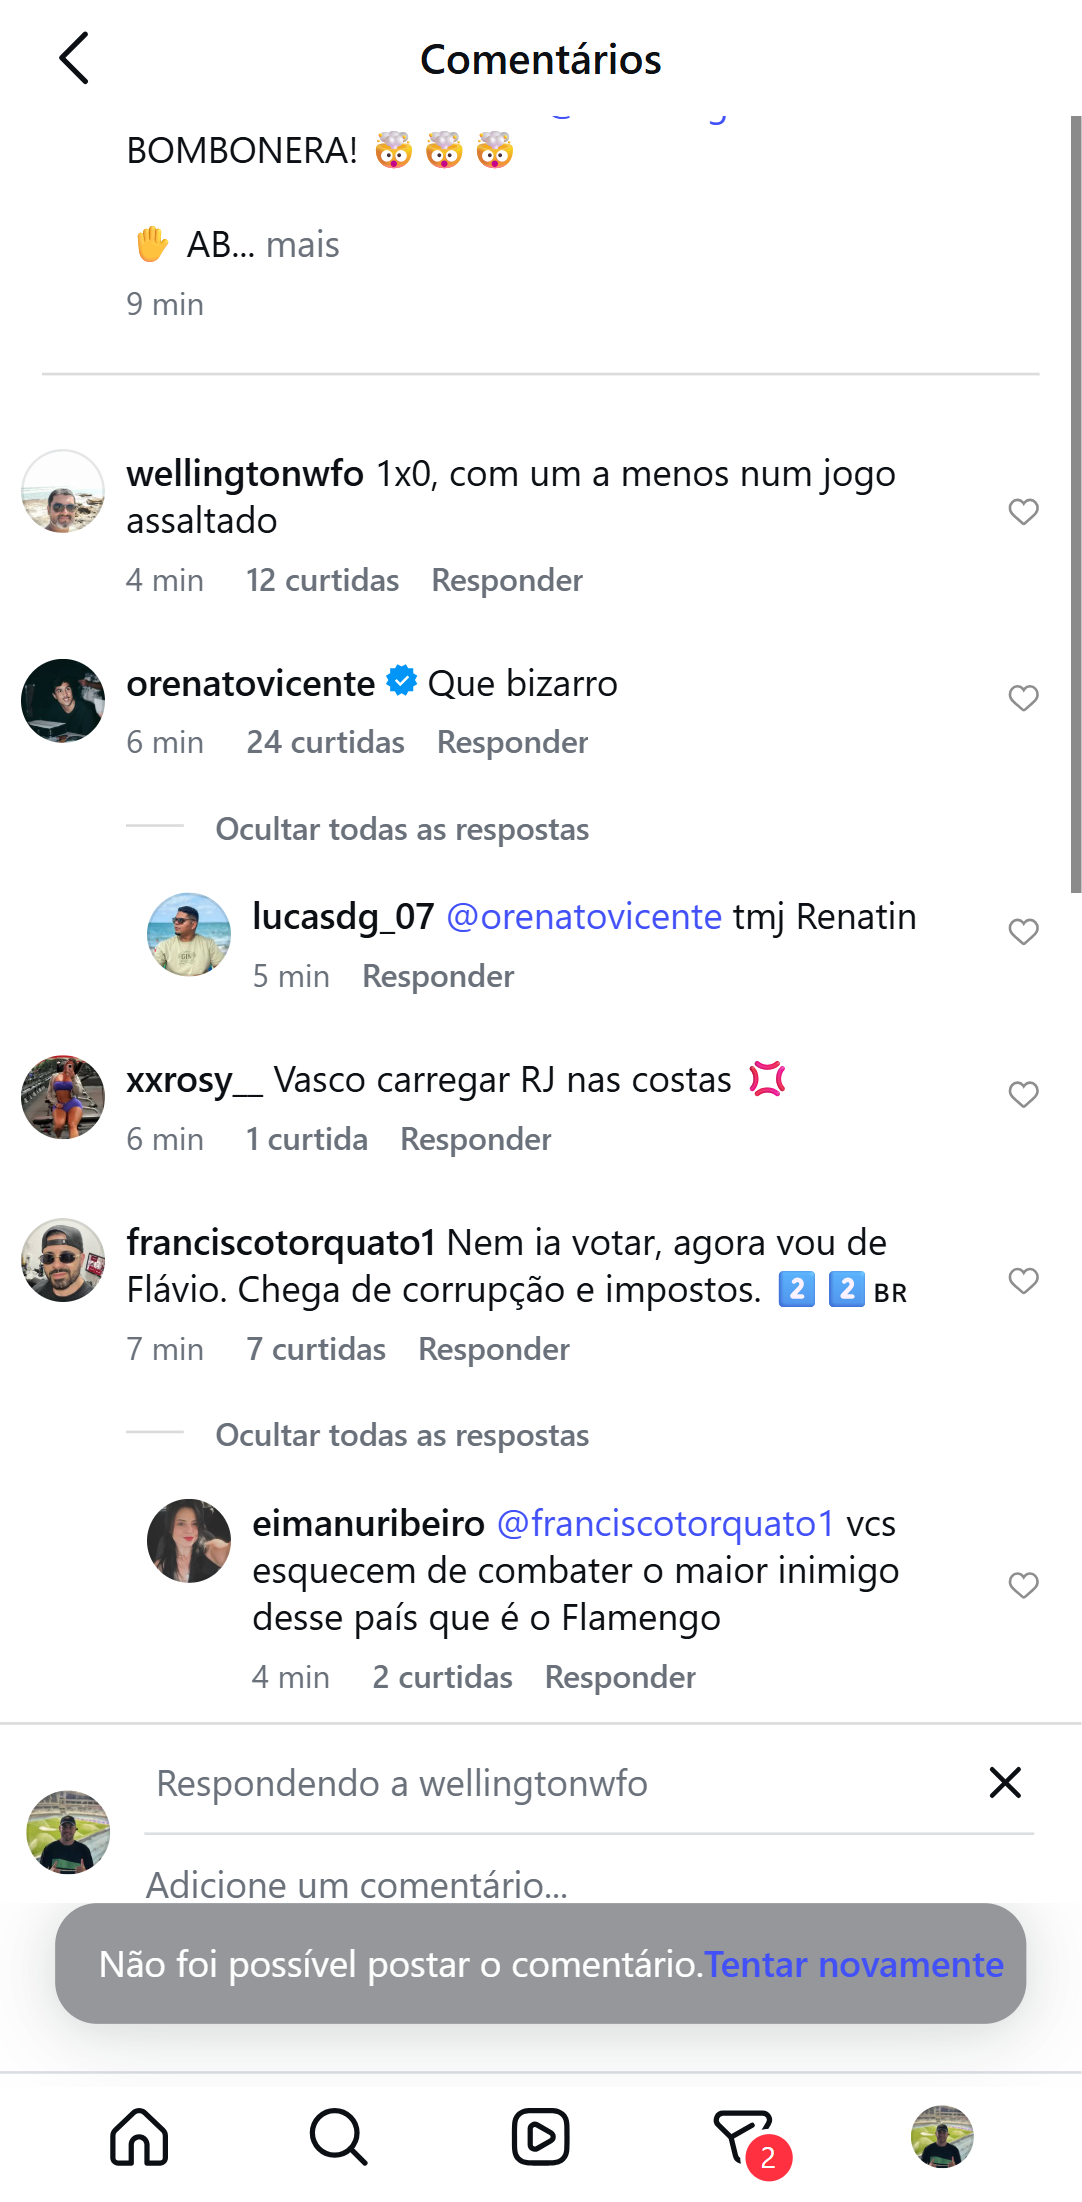 Comentários
BOMBONERA! 🤯 🤯 🤯
✋ AB... mais
9 min
wellingtonwfo 1x0, com um a menos num jogo
assaltado
4 min 12 curtidas Responder
orenatovicente Que bizarro
6 min 24 curtidas Responder
Ocultar todas as respostas
lucasdg_07 @orenatovicente tmj Renatin
5 min Responder
xxrosy__ Vasco carregar RJ nas costas 💢
6 min 1 curtida Responder
franciscotorquato1 Nem ia votar, agora vou de
Flávio. Chega de corrupção e impostos. 2️⃣ 2️⃣ BR
7 min 7 curtidas Responder
Ocultar todas as respostas
eimanuribeiro @franciscotorquato1 vcs
esquecem de combater o maior inimigo
desse país que é o Flamengo
4 min 2 curtidas Responder
Respondendo a wellingtonwfo
Adicione um comentário...
Não foi possível postar o comentário.Tentar novamente
2